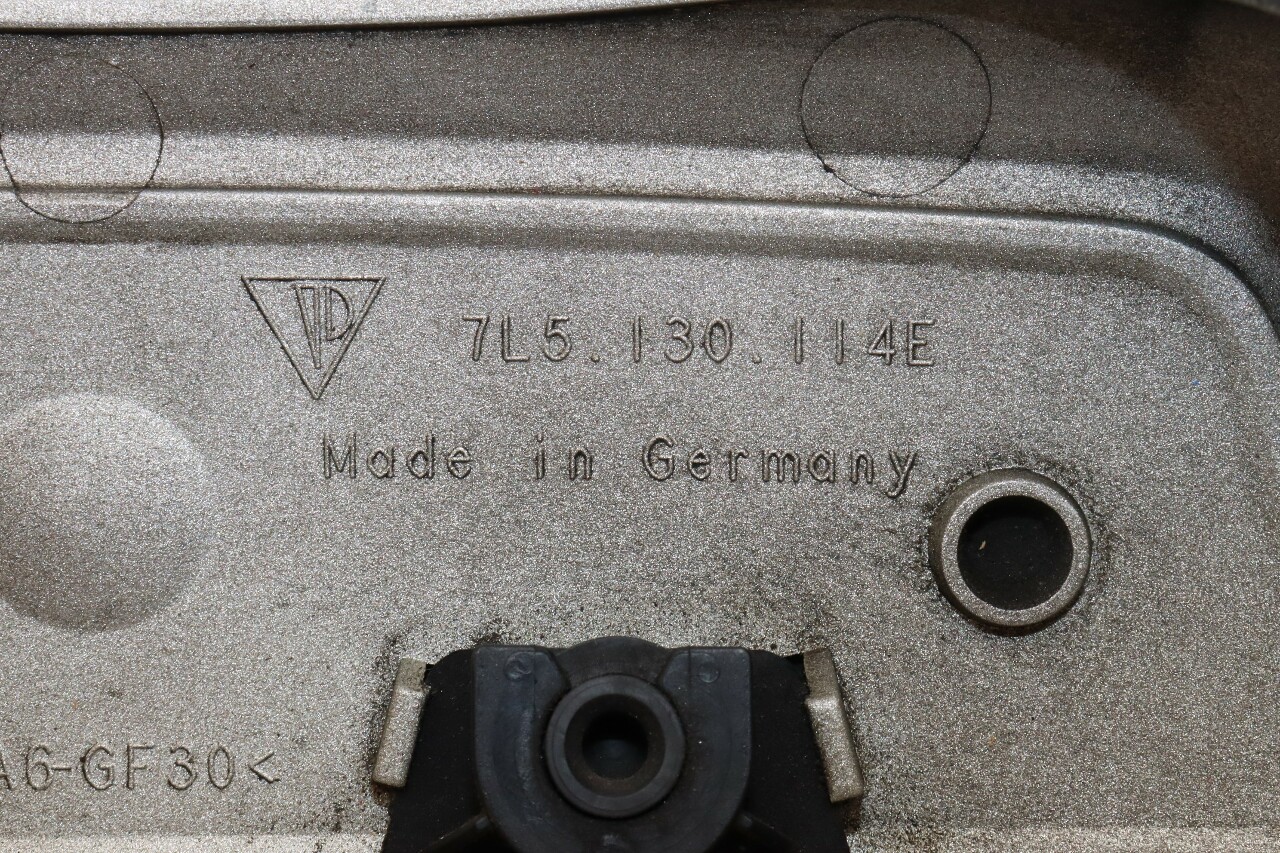 7L5.130.114E
Made in Germany
A6-GF30<